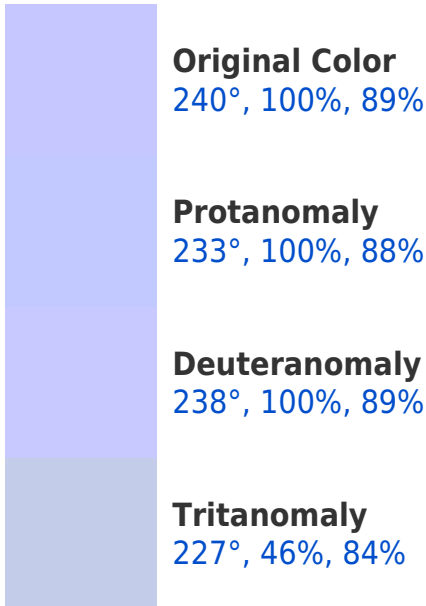 Original Color
240°, 100%, 89%
Protanomaly
233°, 100%, 88%
Deuteranomaly
238°, 100%, 89%
Tritanomaly
227°, 46%, 84%